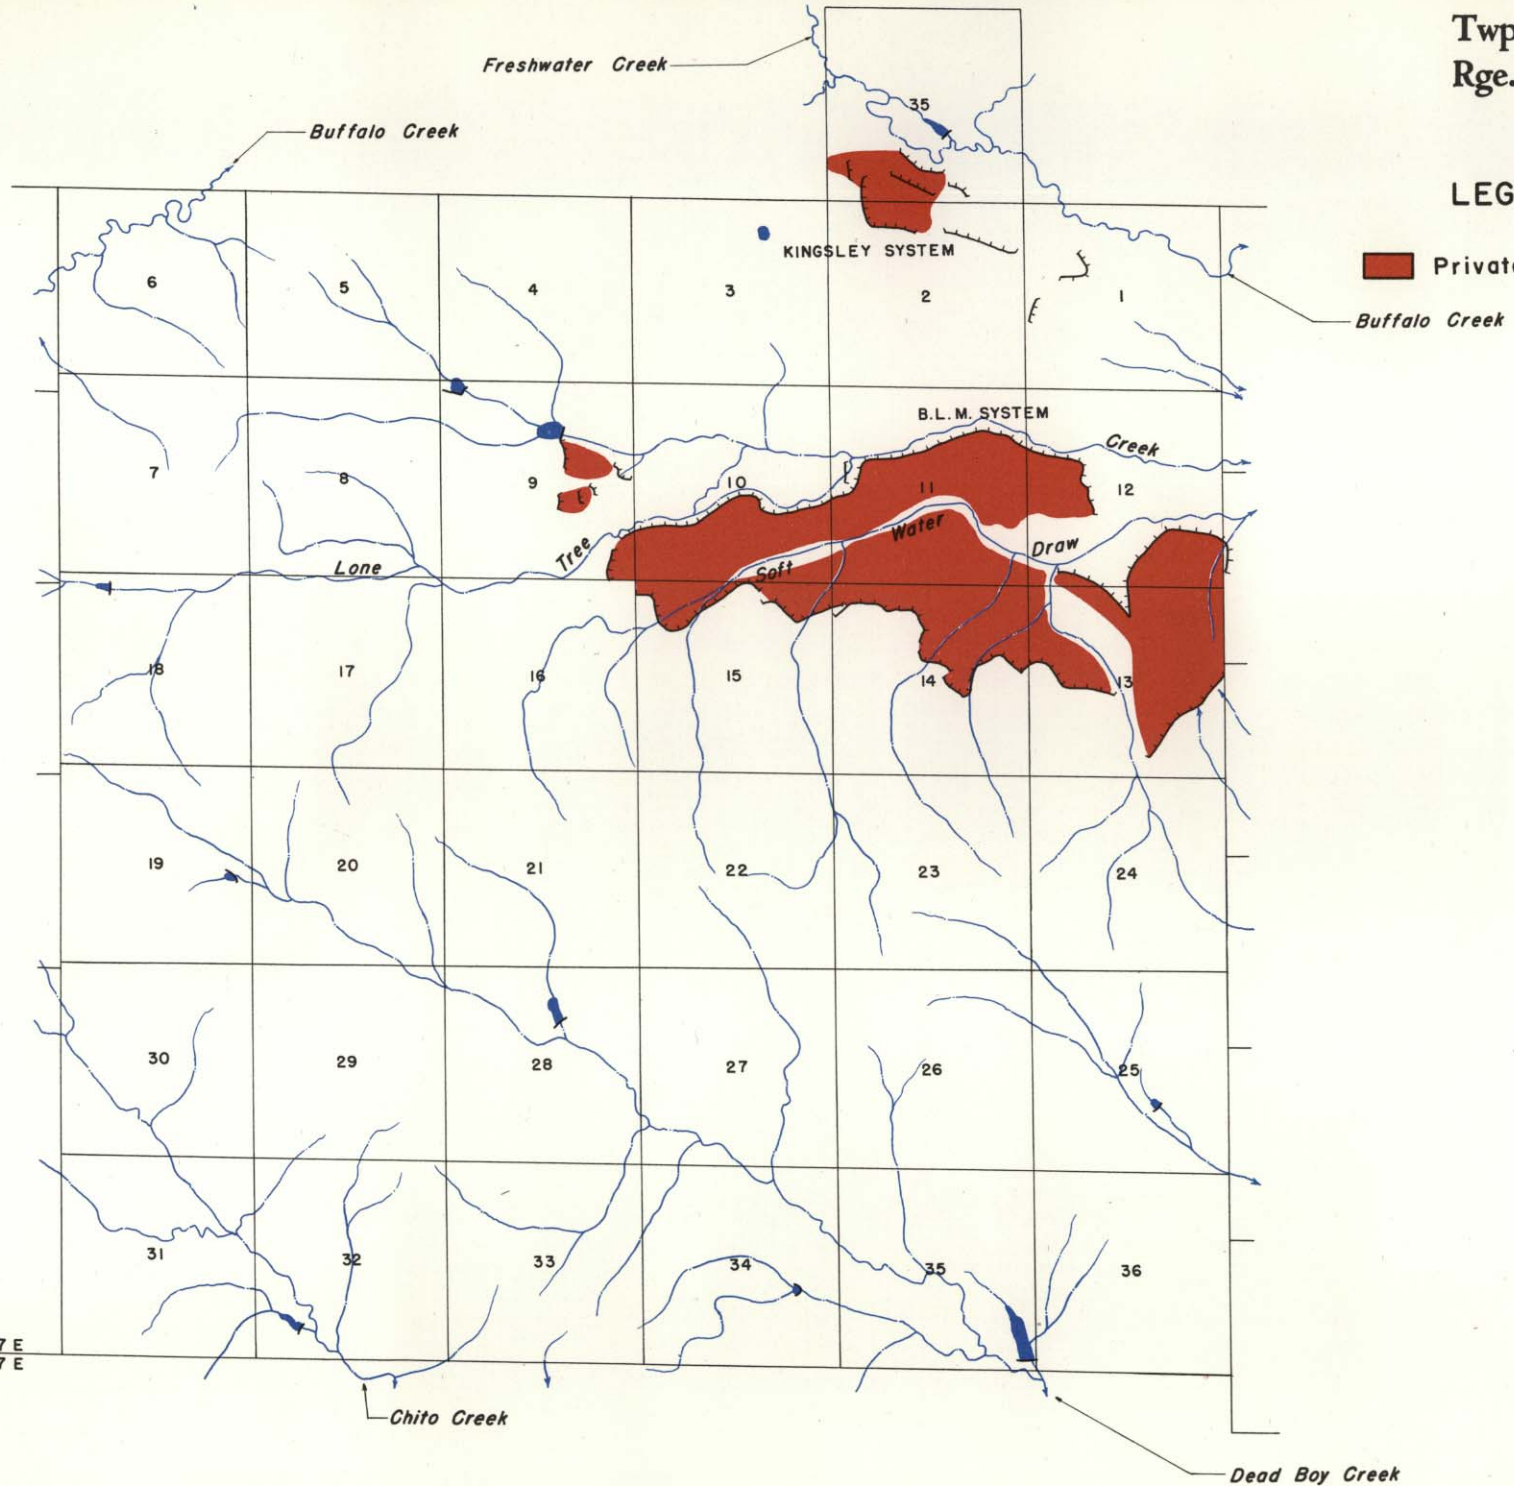 Twp
Rge.
Freshwater Creek
35
Buffalo Creek
LEG
KINGSLEY SYSTEM
Privat
6 5 4 3 2 1
Buffalo Creek
B.L.M. SYSTEM
Creek
7 8 9 10 11 12
Water
Tree
Draw
Lone
Soft
18 17 16 15 14 13
19 20 21 22 23 24
30 29 28 27 26 25
31 32 33 34 35 36
7 E
7 E
Chito Creek
Dead Boy Creek